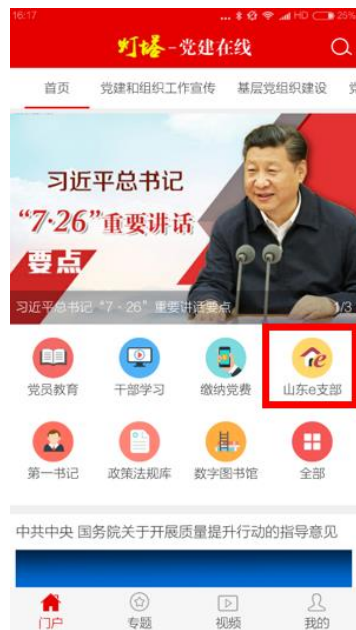 16:17 ... HD 25%
灯塔-党建在线
首页 党建和组织工作宣传 基层党组织建设
习近平总书记
“7·26”重要讲话
要点
习近平总书记“7·26”重要讲话要点 1/3
党员教育 干部学习 缴纳党费 山东e支部
第一书记 政策法规库 数字图书馆 全部
中共中央 国务院关于开展质量提升行动的指导意见
门户 专题 视频 我的